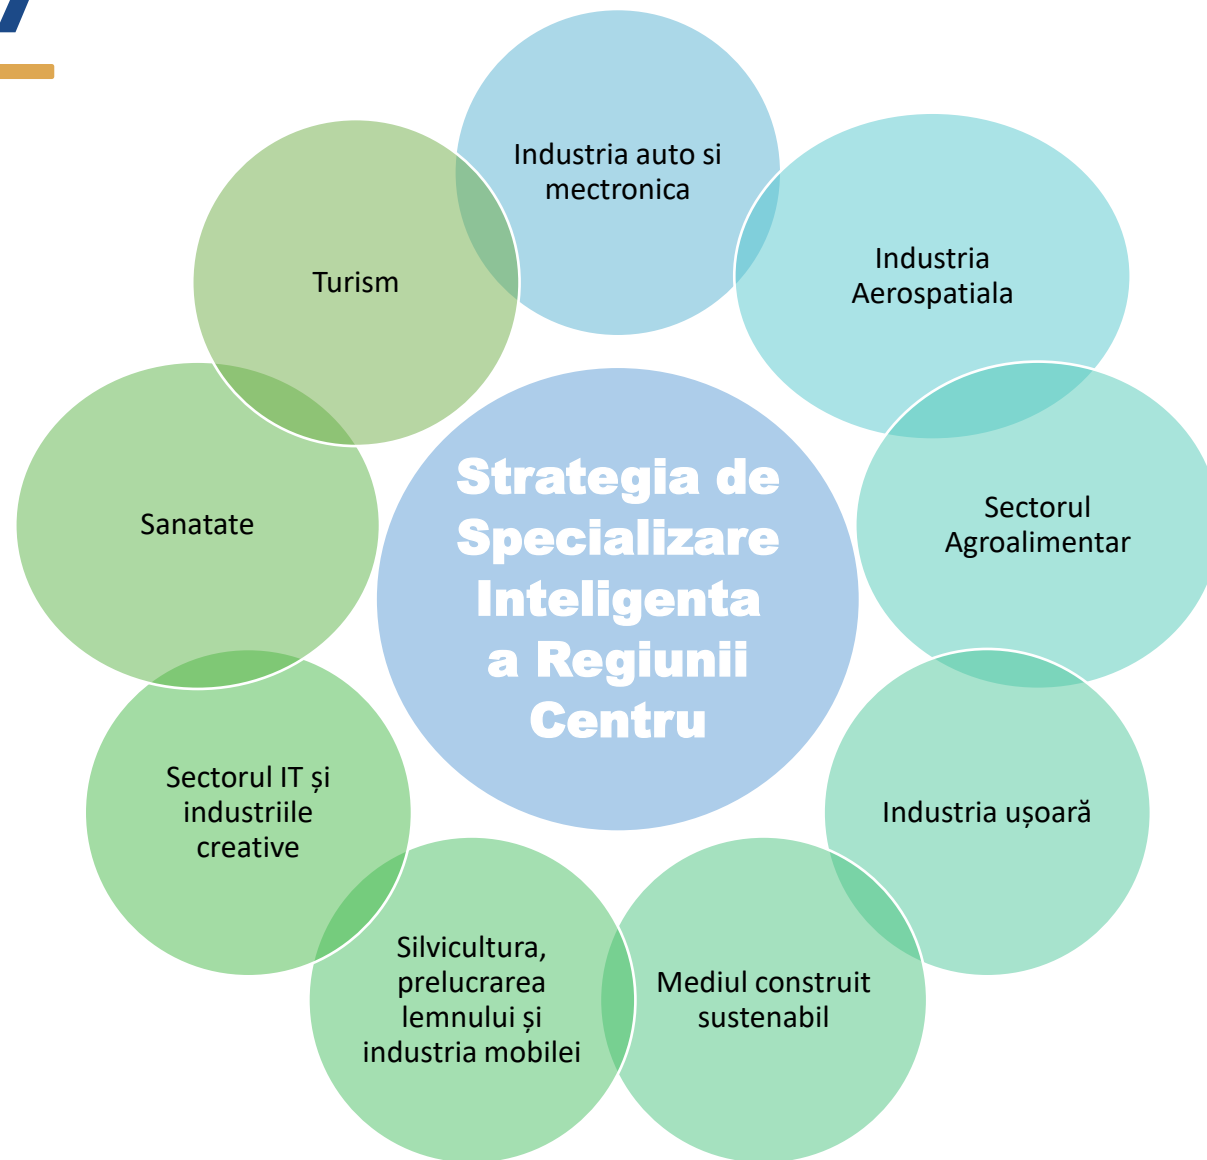 Industria auto si
mectronica
Industria
Aerospatiala
Sectorul
Agroalimentar
Industria ușoară
Mediul construit
sustenabil
Silvicultura,
prelucrarea
lemnului și
industria mobilei
Sectorul IT și
industriile
creative
Sanatate
Turism
Strategia de
Specializare
Inteligenta
a Regiunii
Centru